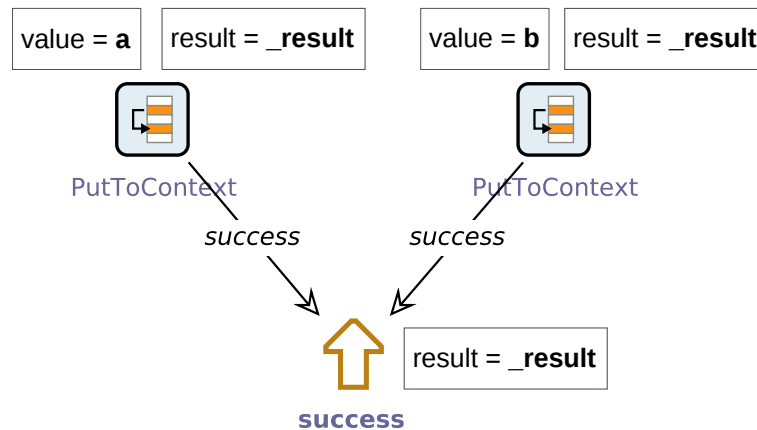 value = a
result = _result
value = b
result = _result
PutToContext
PutToContext
success
success
result = _result
success